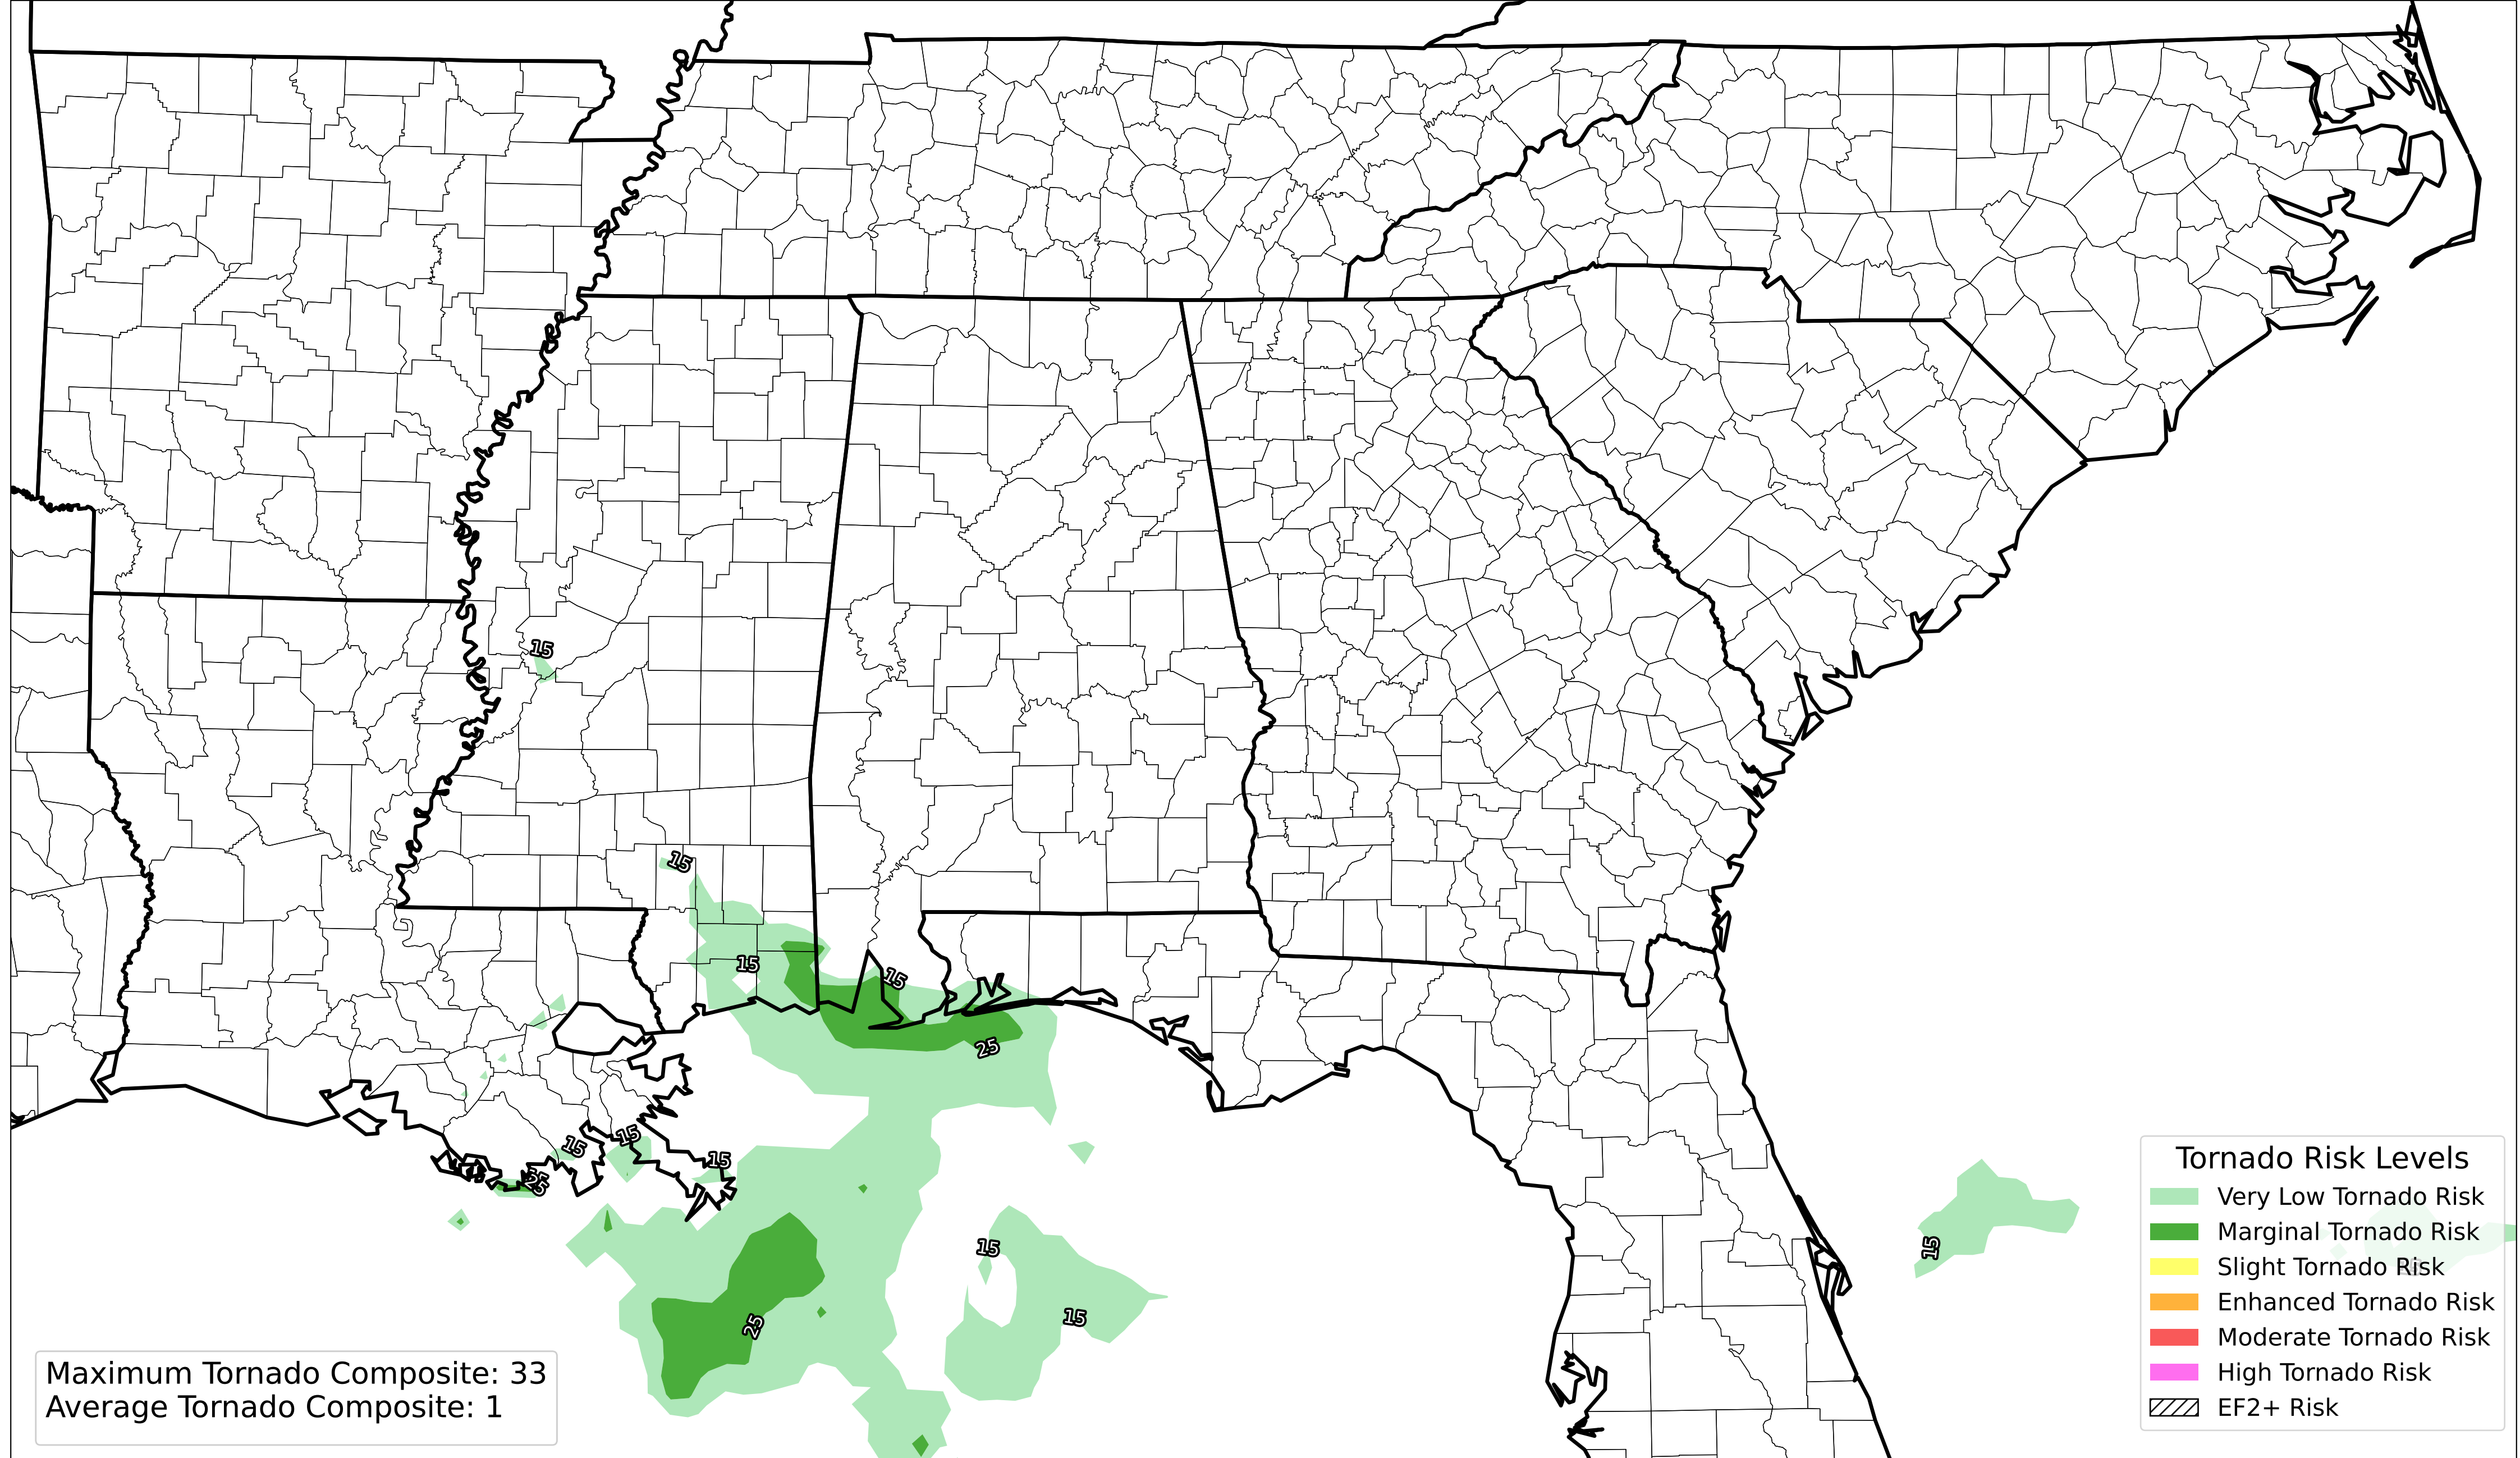 15
15
15
15
25
15
15
15
25
15
15
25
15
15
Tornado Risk Levels
Very Low Tornado Risk
Marginal Tornado Risk
Slight Tornado Risk
Enhanced Tornado Risk
Moderate Tornado Risk
High Tornado Risk
EF2+ Risk
Maximum Tornado Composite: 33
Average Tornado Composite: 1